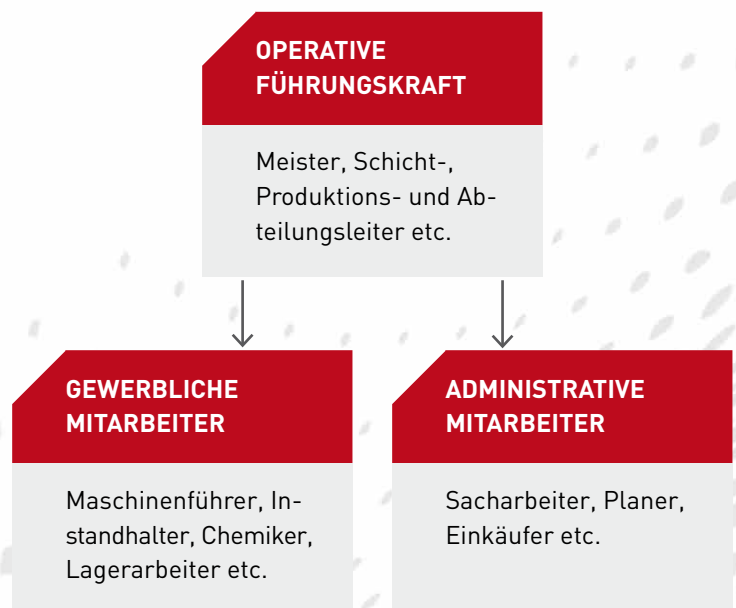 OPERATIVE
FÜHRUNGSKRAFT
Meister, Schicht-,
Produktions- und Ab-
teilungsleiter etc.
GEWERBLICHE
MITARBEITER
Maschinenführer, In-
standhalter, Chemiker,
Lagerarbeiter etc.
ADMINISTRATIVE
MITARBEITER
Sacharbeiter, Planer,
Einkäufer etc.